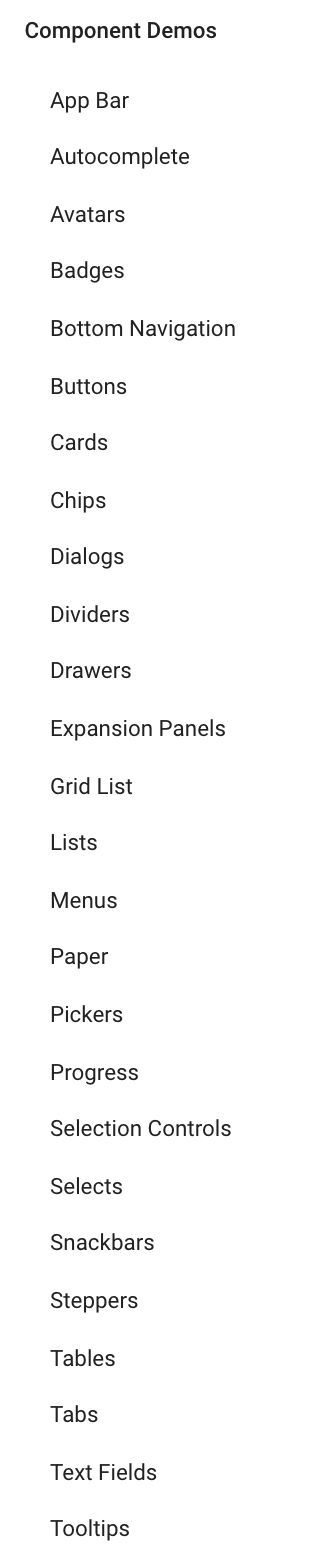 Component Demos
App Bar
Autocomplete
Avatars
Badges
Bottom Navigation
Buttons
Cards
Chips
Dialogs
Dividers
Drawers
Expansion Panels
Grid List
Lists
Menus
Paper
Pickers
Progress
Selection Controls
Selects
Snackbars
Steppers
Tables
Tabs
Text Fields
Tooltips